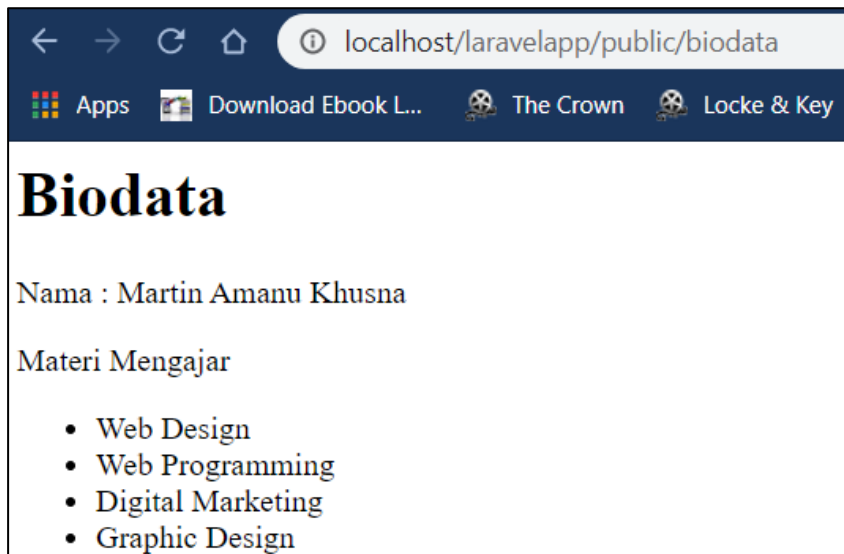 localhost/laravelapp/public/biodata
Apps Download Ebook L... The Crown Locke & Key
Biodata
Nama : Martin Amanu Khusna
Materi Mengajar
• Web Design
• Web Programming
• Digital Marketing
• Graphic Design